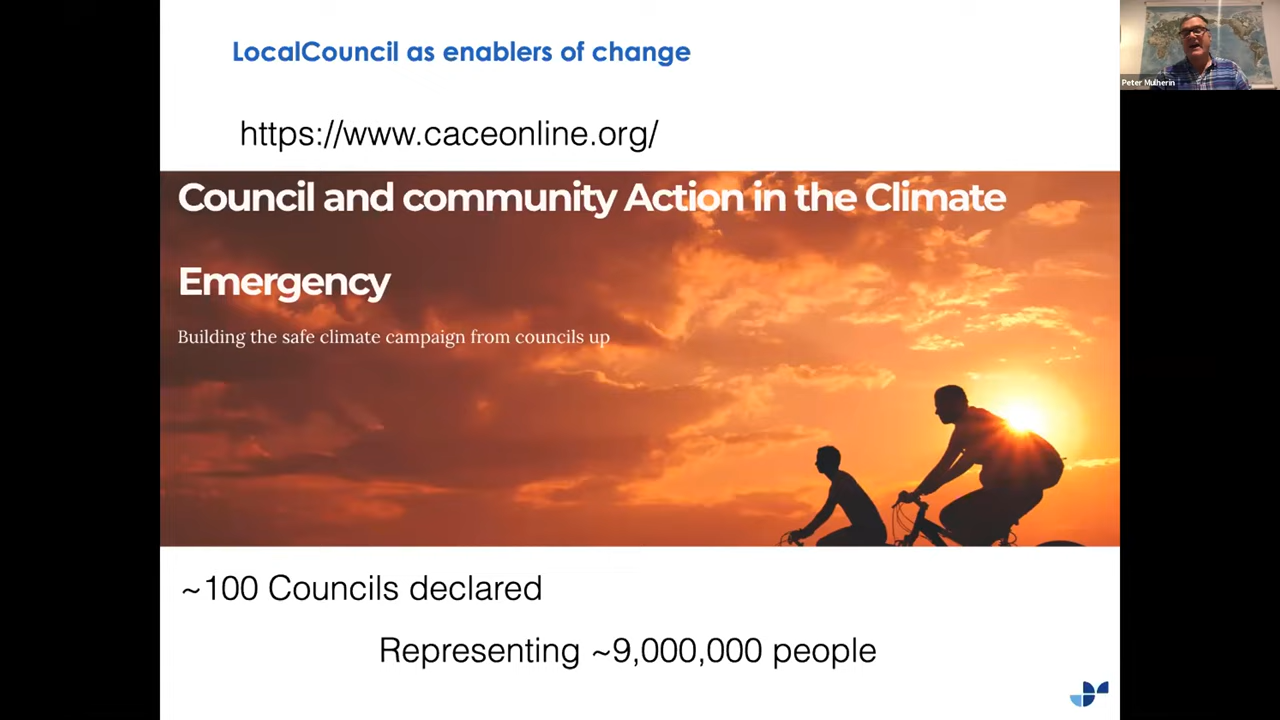 LocalCouncil as enablers of change
https://www.caceonline.org/
Council and community Action in the Climate
Emergency
Building the safe climate campaign from councils up
~100 Councils declared
Representing ~9,000,000 people
Peter Mulherin